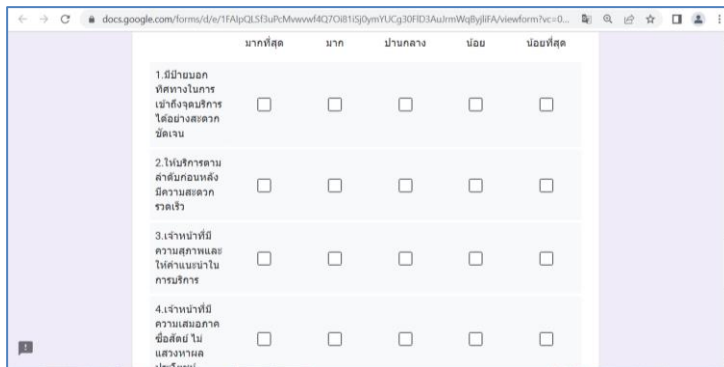 docs.google.com/forms/d/e/1FAIpQLSf3uPcMvwvwf4Q7Oi81iSj0ymYUCg30FlD3AuJrmWqByjliFA/viewform?vc=0...
มากที่สุด มาก ปานกลาง น้อย น้อยที่สุด
1.มีป้ายบอก
ทิศทางในการ
เข้าถึงจุดบริการ
ได้อย่างสะดวก
ชัดเจน
2.ให้บริการตาม
ลำดับก่อนหลัง
มีความสะดวก
รวดเร็ว
3.เจ้าหน้าที่มี
ความสุภาพและ
ให้คำแนะนำใน
การบริการ
4.เจ้าหน้าที่มี
ความเสมอภาค
ซื่อสัตย์ ไม่
แสวงหาผล